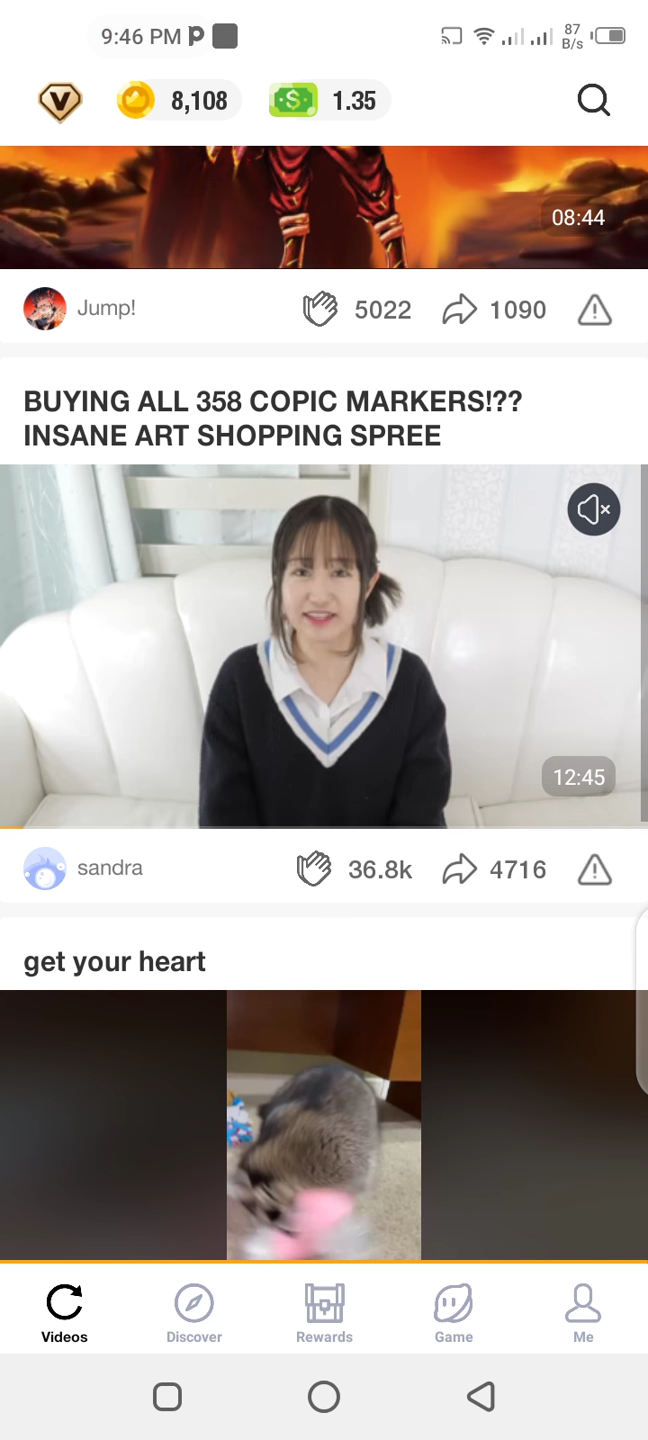 9:46 PM
87
B/s
V
8,108
$
1.35
08:44
Jump!
5022
1090
BUYING ALL 358 COPIC MARKERS!??
INSANE ART SHOPPING SPREE
12:45
sandra
36.8k
4716
get your heart
Videos
Discover
Rewards
Game
Me